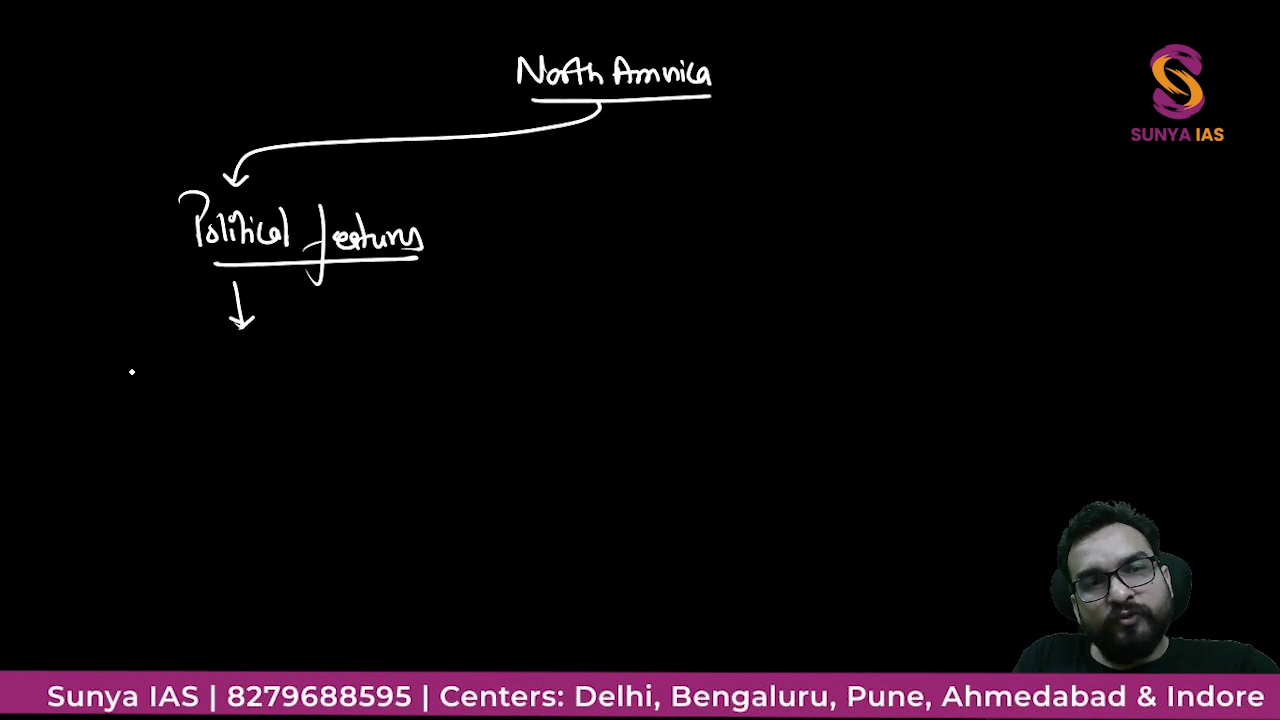 North America
SUNYA IAS
Political features
Sunya IAS | 8279688595 | Centers: Delhi, Bengaluru, Pune, Ahmedabad & Indore